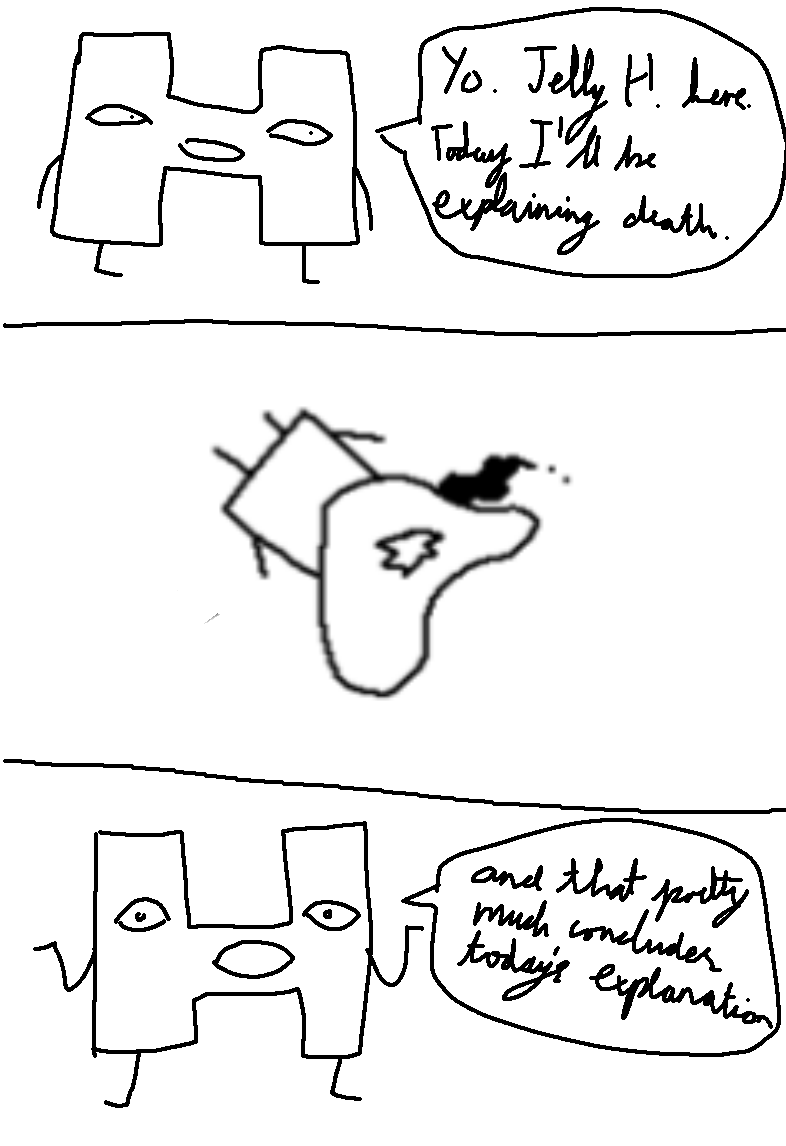 Yo. Jelly H. here.
Today I'll be
explaining death.
and that pretty
much concludes
today's explanation